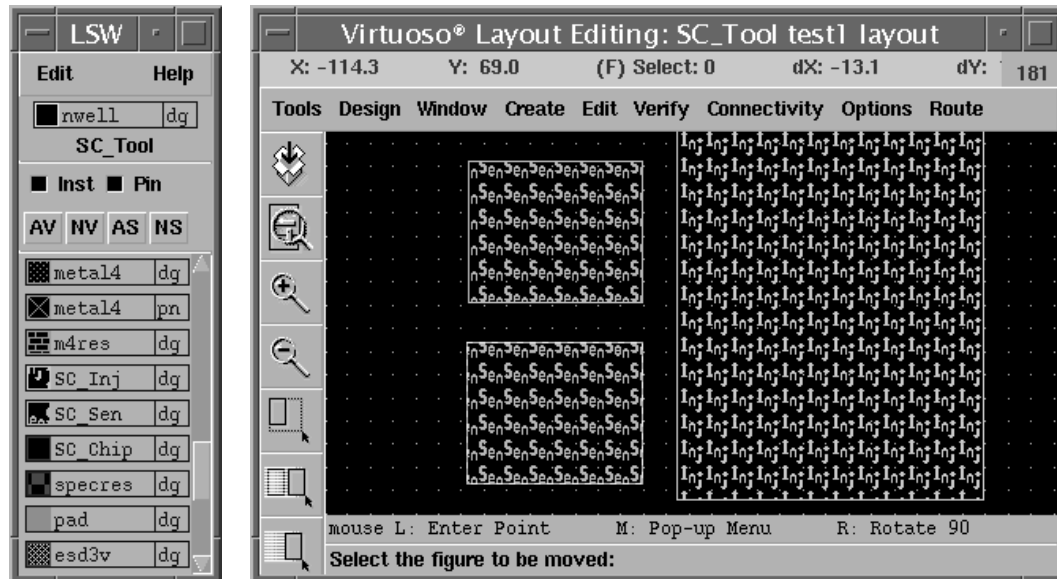 LSW
Edit Help
nwell dg
SC_Tool
Inst Pin
AV NV AS NS
metal4 dg
metal4 pn
m4res dg
SC_Inj dg
SC_Sen dg
SC_Chip dg
specres dg
pad dg
esd3v dg
Virtuoso® Layout Editing: SC_Tool test1 layout
X: -114.3 Y: 69.0 (F) Select: 0 dX: -13.1 dY: 181
Tools Design Window Create Edit Verify Connectivity Options Route
mouse L: Enter Point M: Pop-up Menu R: Rotate 90
Select the figure to be moved: